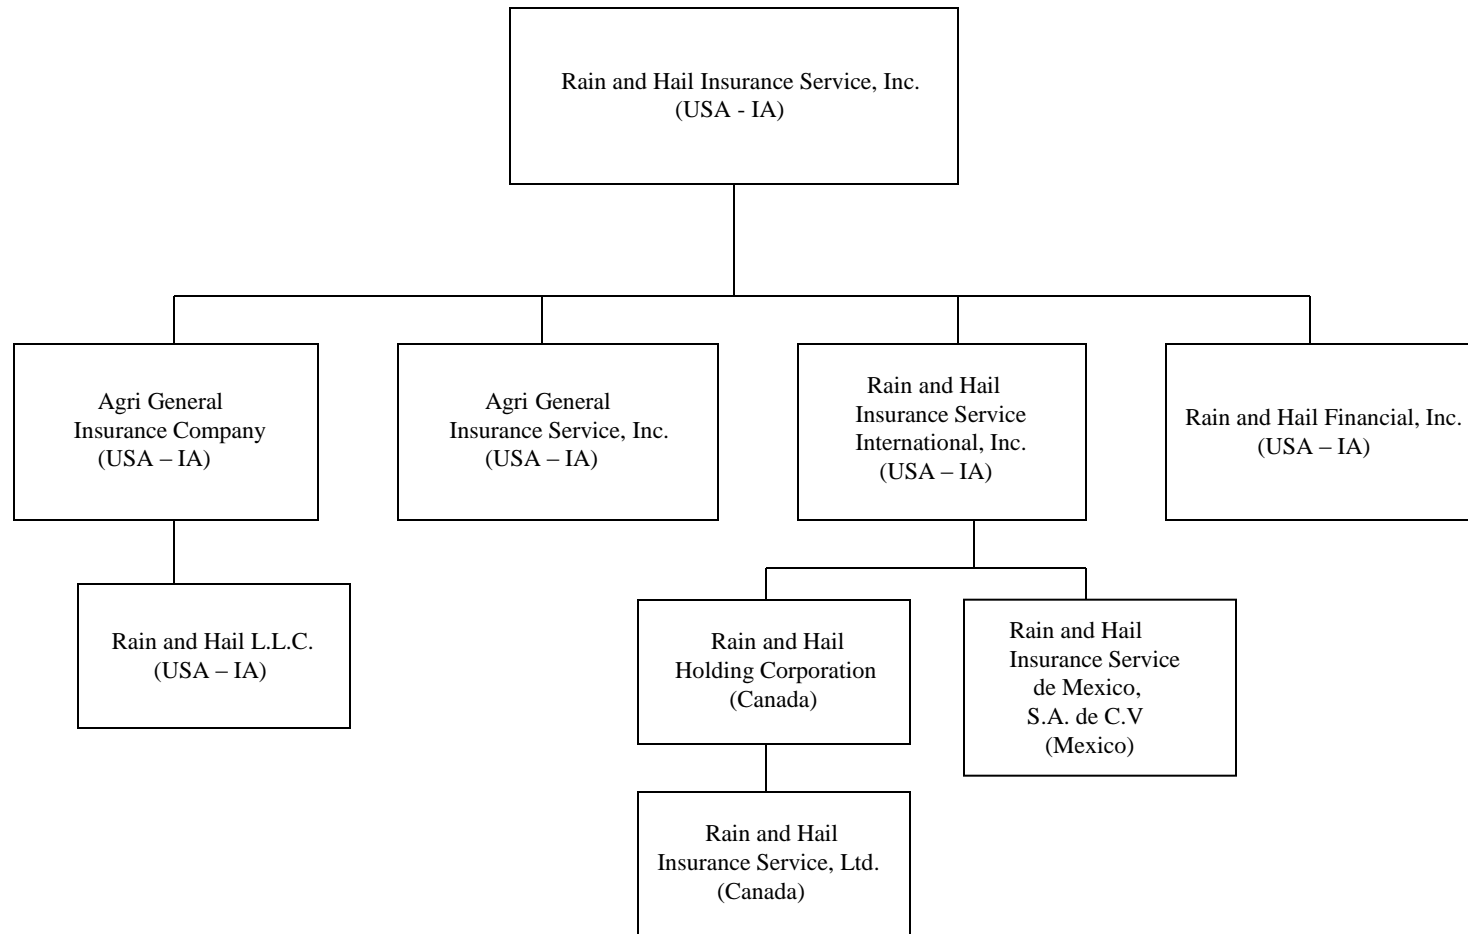 Rain and Hail Insurance Service, Inc.
(USA - IA)
Agri General
Insurance Company
(USA – IA)
Agri General
Insurance Service, Inc.
(USA – IA)
Rain and Hail
Insurance Service
International, Inc.
(USA – IA)
Rain and Hail Financial, Inc.
(USA – IA)
Rain and Hail L.L.C.
(USA – IA)
Rain and Hail
Holding Corporation
(Canada)
Rain and Hail
Insurance Service
de Mexico,
S.A. de C.V
(Mexico)
Rain and Hail
Insurance Service, Ltd.
(Canada)